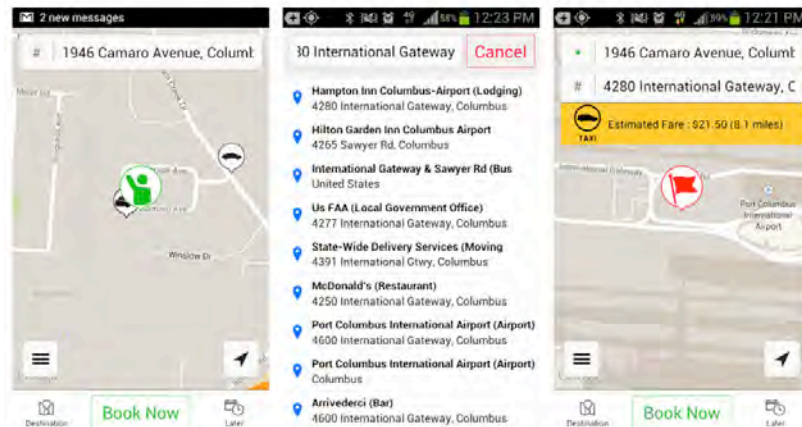 2 new messages
# 1946 Camaro Avenue, Columb
Winslow Dr
Book Now
Destination
Later
58% 12:23 PM
30 International Gateway
Cancel
Hampton Inn Columbus-Airport (Lodging)
4280 International Gateway, Columbus
Hilton Garden Inn Columbus Airport
4265 Sawyer Rd, Columbus
International Gateway & Sawyer Rd (Bus
United States
Us FAA (Local Government Office)
4277 International Gateway, Columbus
State-Wide Delivery Services (Moving
4391 International Gtwy, Columbus
McDonald's (Restaurant)
4250 International Gateway, Columbus
Port Columbus International Airport (Airport)
4600 International Gateway, Columbus
Port Columbus International Airport (Airport)
Columbus
Arrivederci (Bar)
4600 International Gateway, Columbus
12:21 PM
1946 Camaro Avenue, Columb
# 4280 International Gateway, C
TAXI
Estimated Fare : $21.50 (8.1 miles)
International Gateway
Port Columbus
International
Airport
Book Now
Destination
Later